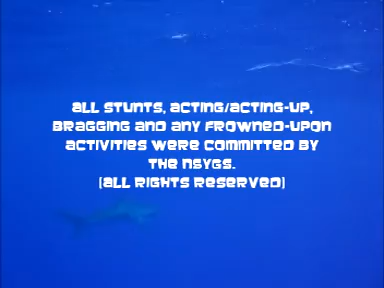 ALL STUNTS, ACTING/ACTING-UP,
BRAGGING AND ANY FROWNED-UPON
ACTIVITIES WERE COMMITTED BY
THE NSYGS.
(ALL RIGHTS RESERVED)